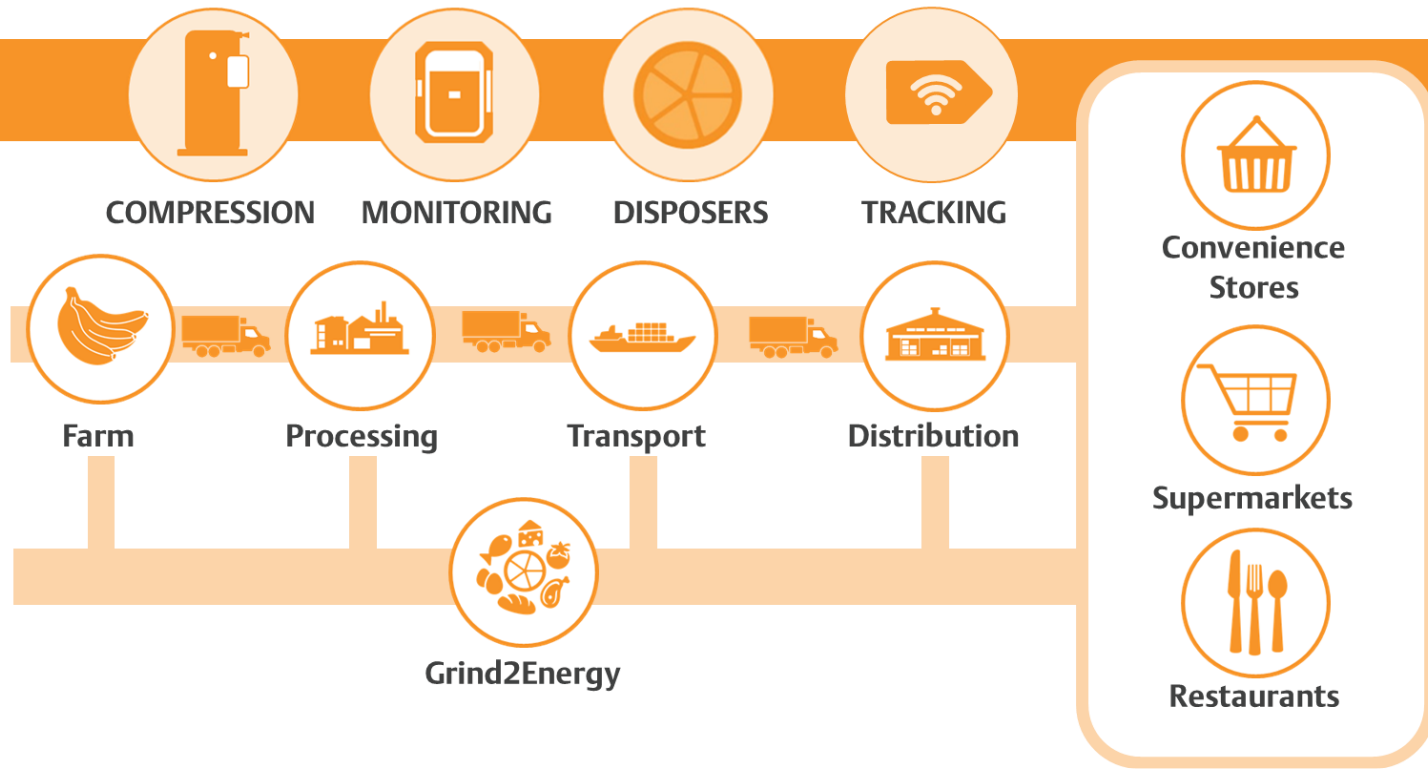 COMPRESSION
MONITORING
DISPOSERS
TRACKING
Farm
Processing
Transport
Distribution
Grind2Energy
Convenience
Stores
Supermarkets
Restaurants